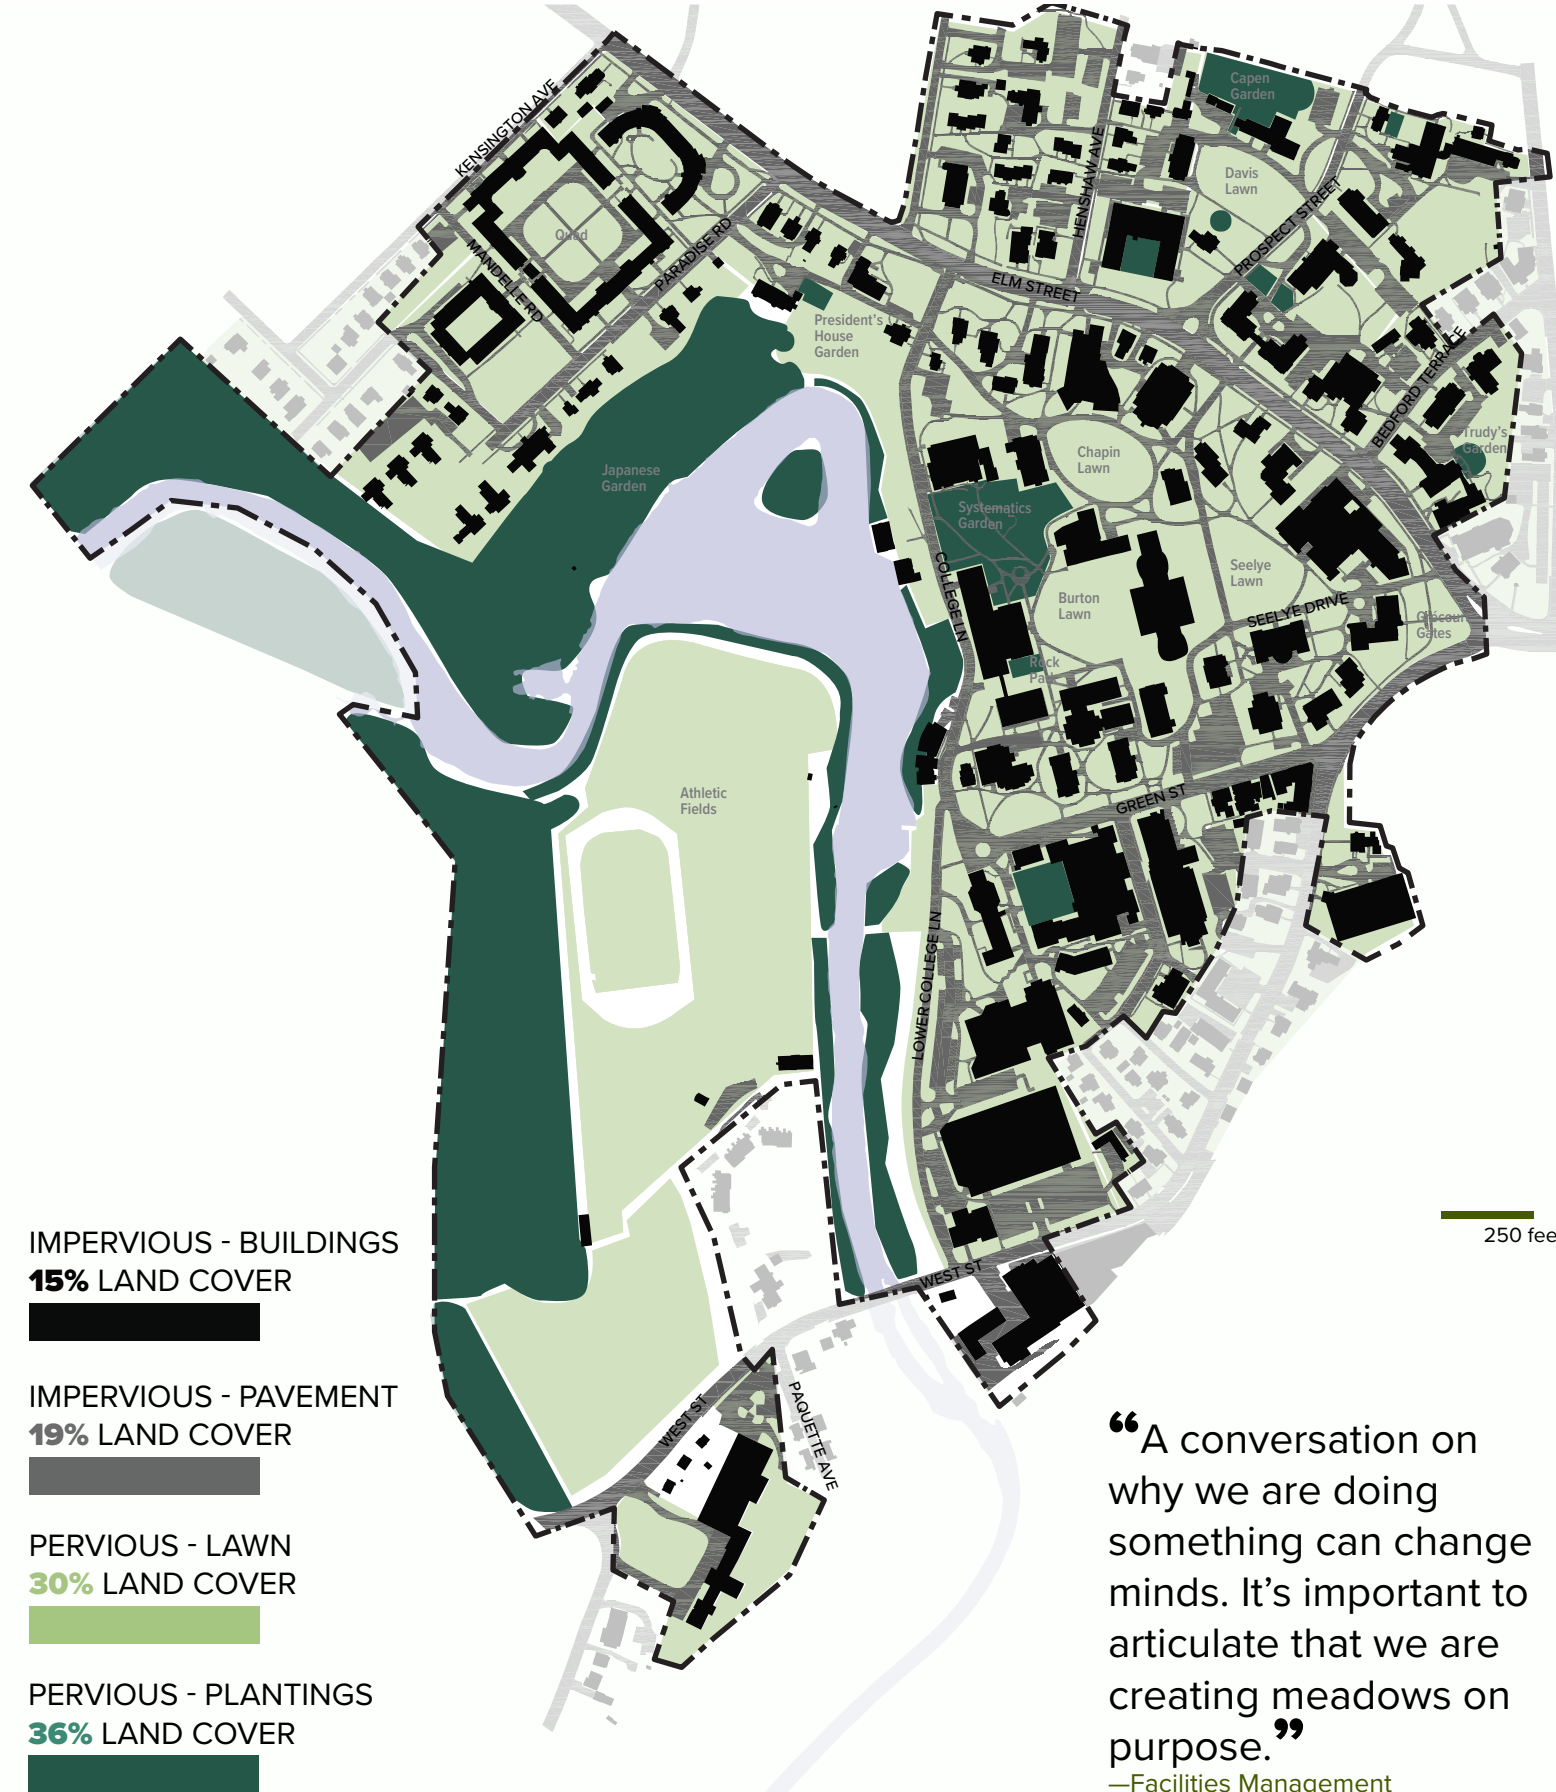 KENSINGTON AVE
Capen
Garden
Davis
Lawn
HENSHAW AVE
PROSPECT STREET
Quad
MANDELLE RD
PARADISE RD
ELM STREET
President's
House
Garden
BEDFORD TERRACE
Trudy's
Garden
Japanese
Garden
Chapin
Lawn
Systematics
Garden
COLLEGE LN
Seelye
Lawn
Burton
Lawn
SEELYE DRIVE
Gates
Rock
Athletic
Fields
GREEN ST
LOWER COLLEGE LN
WEST ST
WEST ST
PAQUETTE AVE
250 fee
IMPERVIOUS - BUILDINGS
15% LAND COVER
IMPERVIOUS - PAVEMENT
19% LAND COVER
PERVIOUS - LAWN
30% LAND COVER
PERVIOUS - PLANTINGS
36% LAND COVER
“A conversation on
why we are doing
something can change
minds. It’s important to
articulate that we are
creating meadows on
purpose.”
—Facilities Management